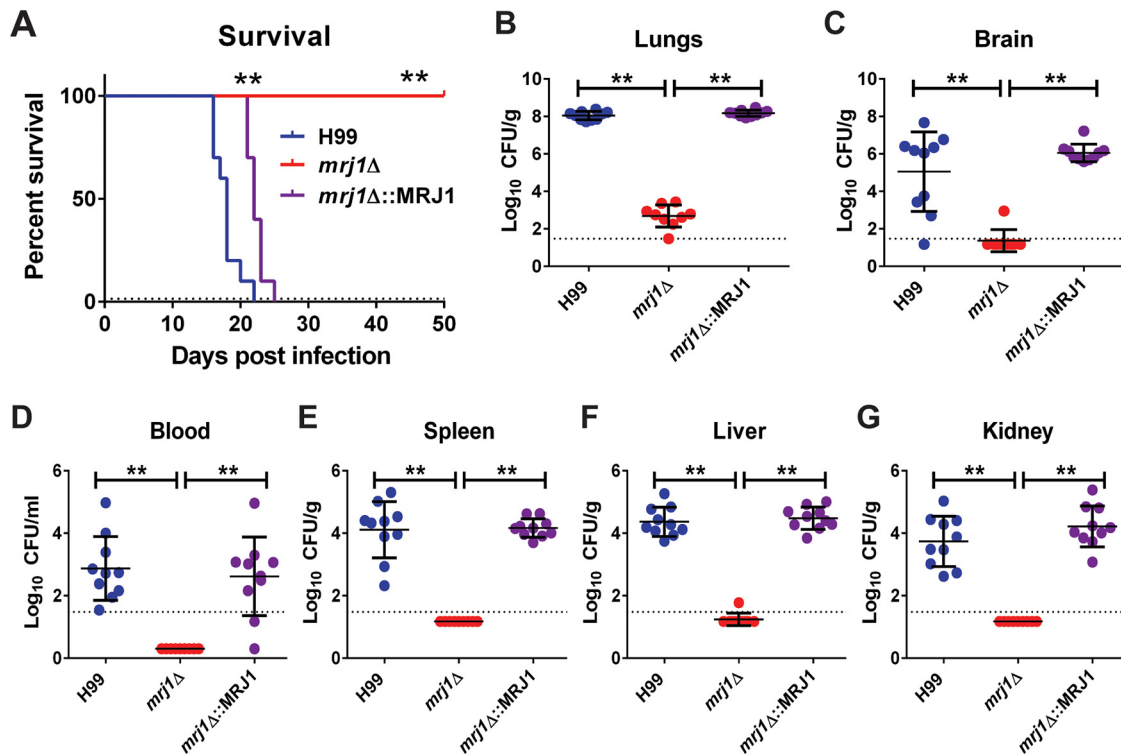 A
Survival
** **
100
50
0
Percent survival
H99
mrj1Δ
mrj1Δ::MRJ1
0 10 20 30 40 50
Days post infection
B
Lungs
** **
10
8
6
4
2
0
Log10 CFU/g
H99
mrj1Δ
mrj1Δ::MRJ1
C
Brain
** **
10
8
6
4
2
0
Log10 CFU/g
H99
mrj1Δ
mrj1Δ::MRJ1
D
Blood
** **
6
4
2
0
Log10 CFU/ml
H99
mrj1Δ
mrj1Δ::MRJ1
E
Spleen
** **
6
4
2
0
Log10 CFU/g
H99
mrj1Δ
mrj1Δ::MRJ1
F
Liver
** **
6
4
2
0
Log10 CFU/g
H99
mrj1Δ
mrj1Δ::MRJ1
G
Kidney
** **
6
4
2
0
Log10 CFU/g
H99
mrj1Δ
mrj1Δ::MRJ1